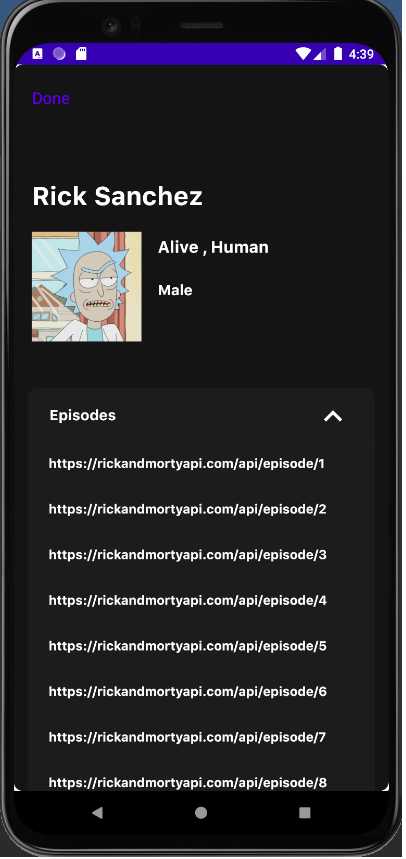 4:39
Done
Rick Sanchez
Alive , Human
Male
Episodes
https://rickandmortyapi.com/api/episode/1
https://rickandmortyapi.com/api/episode/2
https://rickandmortyapi.com/api/episode/3
https://rickandmortyapi.com/api/episode/4
https://rickandmortyapi.com/api/episode/5
https://rickandmortyapi.com/api/episode/6
https://rickandmortyapi.com/api/episode/7
https://rickandmortyapi.com/api/episode/8